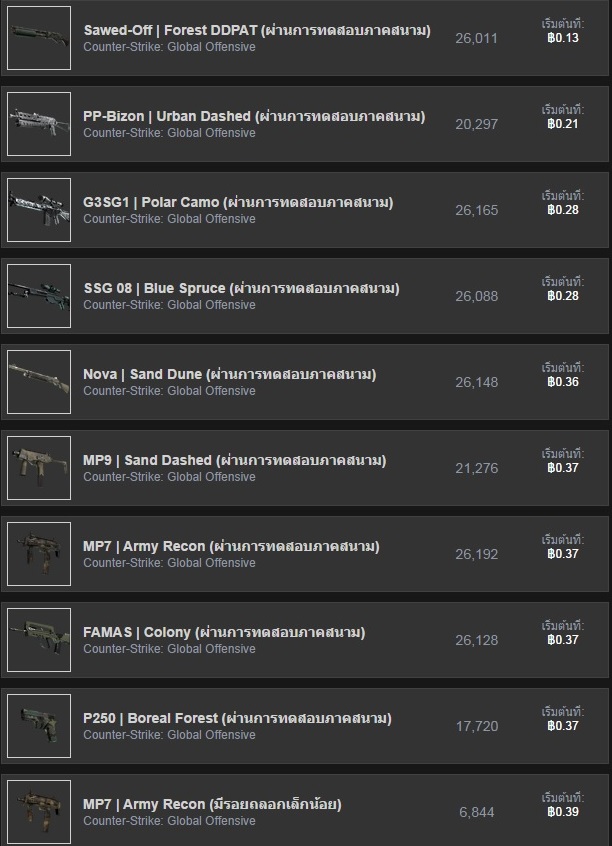 Sawed-Off | Forest DDPAT (ผ่านการทดสอบภาคสนาม)
Counter-Strike: Global Offensive
26,011
เริ่มต้นที่:
฿0.13
PP-Bizon | Urban Dashed (ผ่านการทดสอบภาคสนาม)
Counter-Strike: Global Offensive
20,297
เริ่มต้นที่:
฿0.21
G3SG1 | Polar Camo (ผ่านการทดสอบภาคสนาม)
Counter-Strike: Global Offensive
26,165
เริ่มต้นที่:
฿0.28
SSG 08 | Blue Spruce (ผ่านการทดสอบภาคสนาม)
Counter-Strike: Global Offensive
26,088
เริ่มต้นที่:
฿0.28
Nova | Sand Dune (ผ่านการทดสอบภาคสนาม)
Counter-Strike: Global Offensive
26,148
เริ่มต้นที่:
฿0.36
MP9 | Sand Dashed (ผ่านการทดสอบภาคสนาม)
Counter-Strike: Global Offensive
21,276
เริ่มต้นที่:
฿0.37
MP7 | Army Recon (ผ่านการทดสอบภาคสนาม)
Counter-Strike: Global Offensive
26,192
เริ่มต้นที่:
฿0.37
FAMAS | Colony (ผ่านการทดสอบภาคสนาม)
Counter-Strike: Global Offensive
26,128
เริ่มต้นที่:
฿0.37
P250 | Boreal Forest (ผ่านการทดสอบภาคสนาม)
Counter-Strike: Global Offensive
17,720
เริ่มต้นที่:
฿0.37
MP7 | Army Recon (มีรอยถลอกเล็กน้อย)
Counter-Strike: Global Offensive
6,844
เริ่มต้นที่:
฿0.39